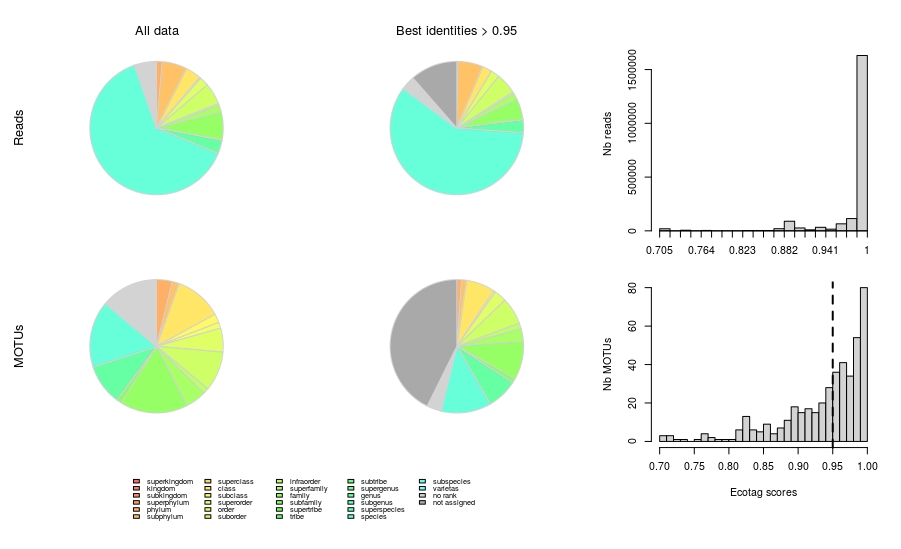 All data
Best identities > 0.95
Reads
Nb reads
1500000
1000000
500000
0
0.705 0.764 0.823 0.882 0.941 1
MOTUs
Nb MOTUs
80
60
40
20
0
0.70 0.75 0.80 0.85 0.90 0.95 1.00
Ecotag scores
superkingdom superclass infraorder subtribe subspecies
kingdom class superfamily supergenus varietas
subkingdom subclass family genus no rank
superphylum superorder subfamily subgenus not assigned
phylum order supertribe superspecies
subphylum suborder tribe species